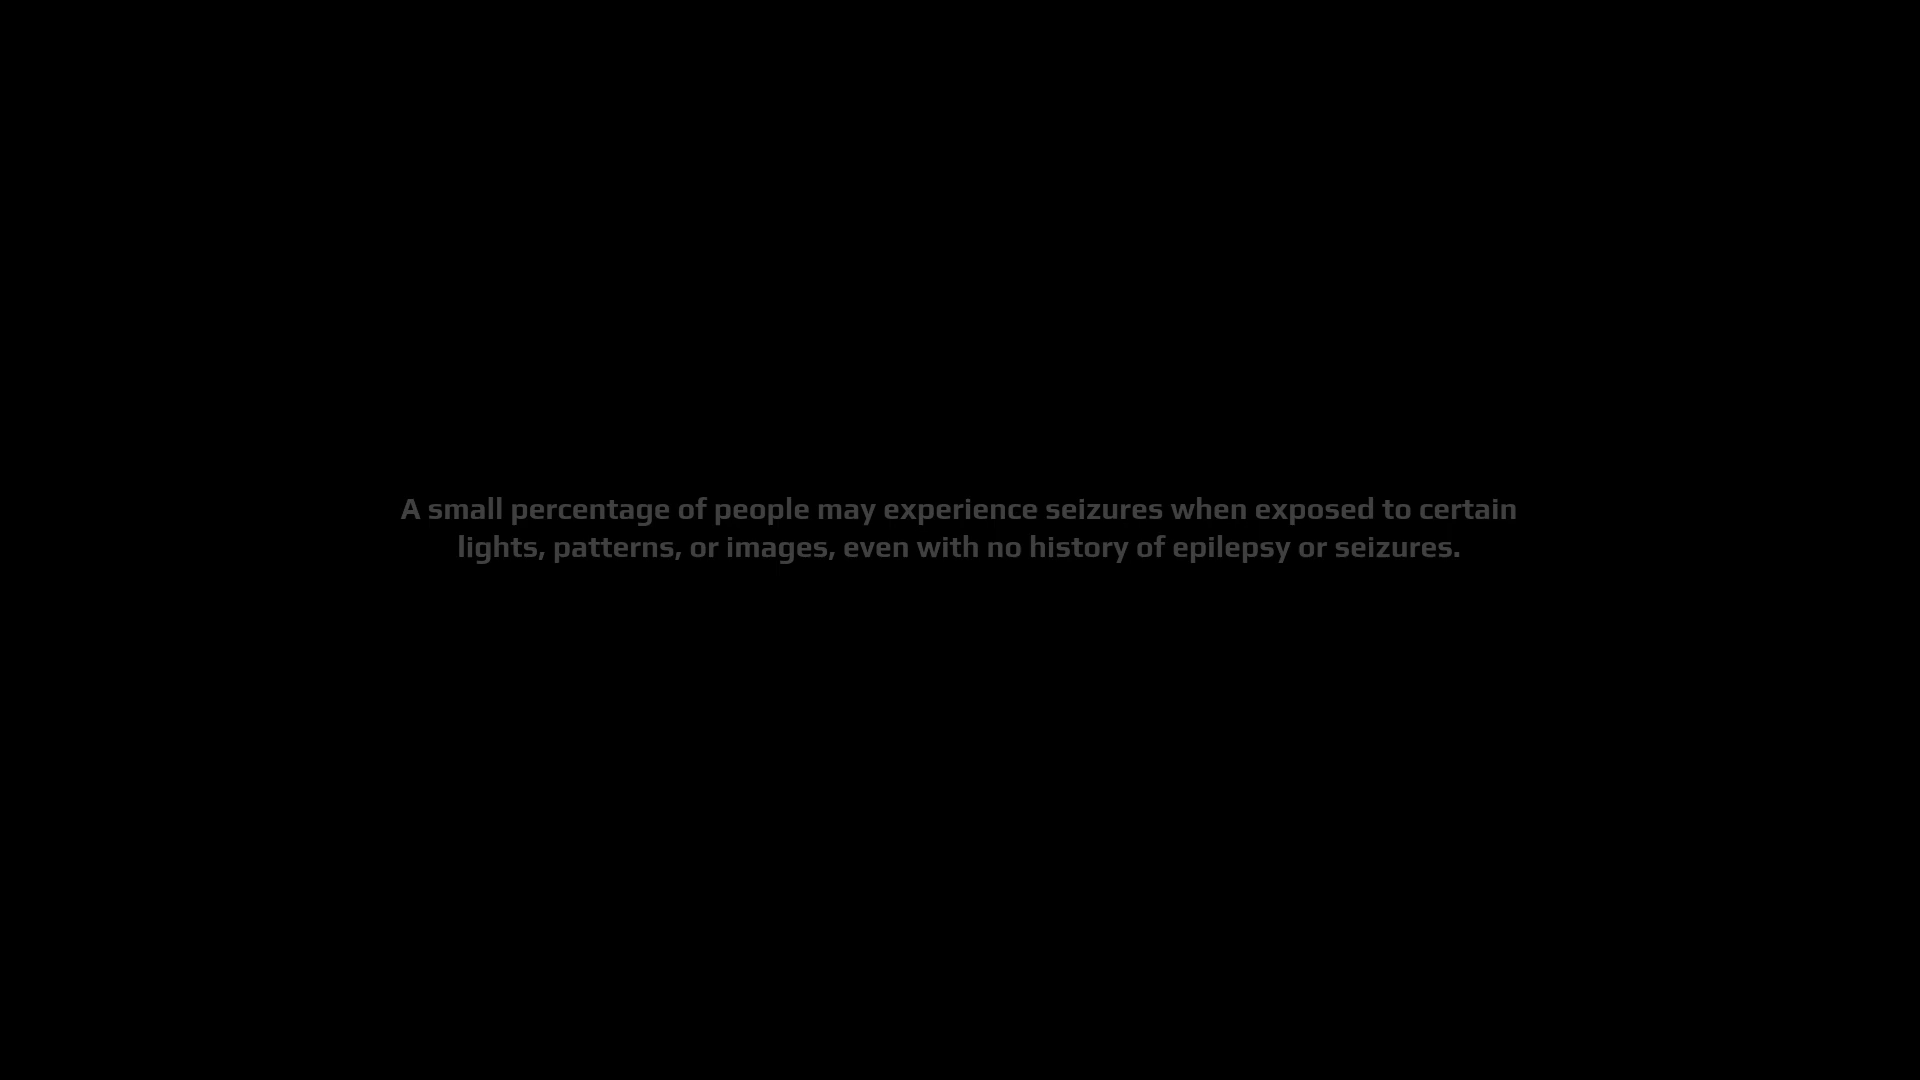 A small percentage of people may experience seizures when exposed to certain
lights, patterns, or images, even with no history of epilepsy or seizures.